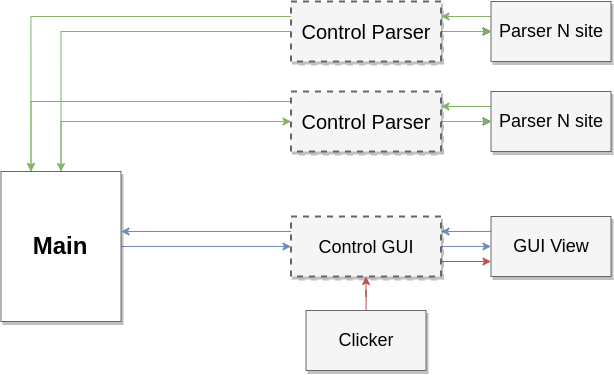 Control Parser
Parser N site
Control Parser
Parser N site
Main
Control GUI
GUI View
Clicker